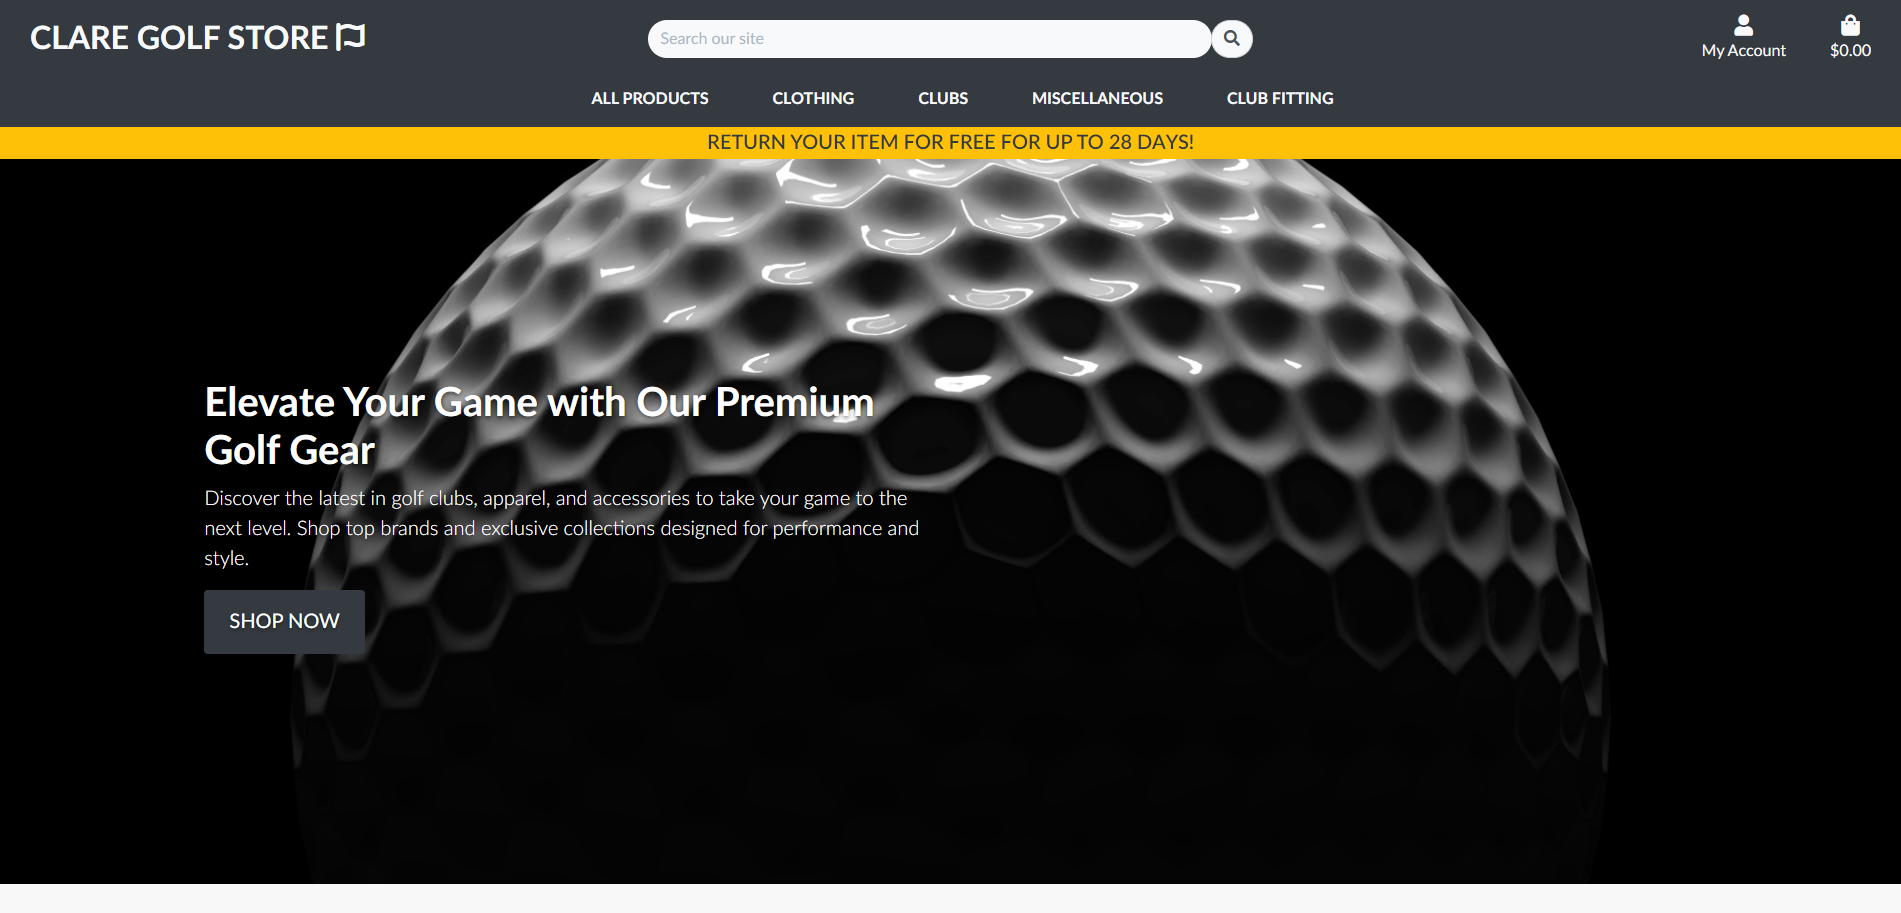 CLARE GOLF STORE
Search our site
My Account
$0.00
ALL PRODUCTS
CLOTHING
CLUBS
MISCELLANEOUS
CLUB FITTING
RETURN YOUR ITEM FOR FREE FOR UP TO 28 DAYS!
Elevate Your Game with Our Premium
Golf Gear
Discover the latest in golf clubs, apparel, and accessories to take your game to the
next level. Shop top brands and exclusive collections designed for performance and
style.
SHOP NOW